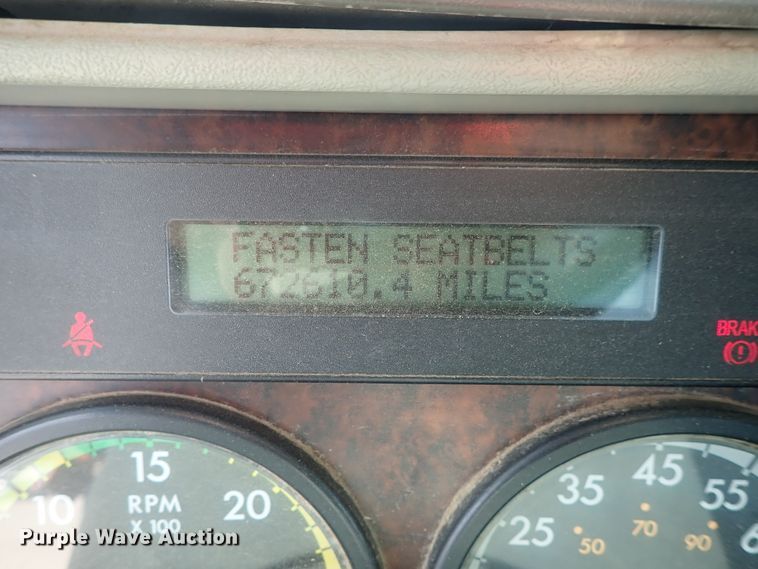 FASTEN SEATBELTS
672610.4 MILES
BRAK
10 15 20
RPM
X 100
25 35 45 55
50 70 90
Purple Wave Auction